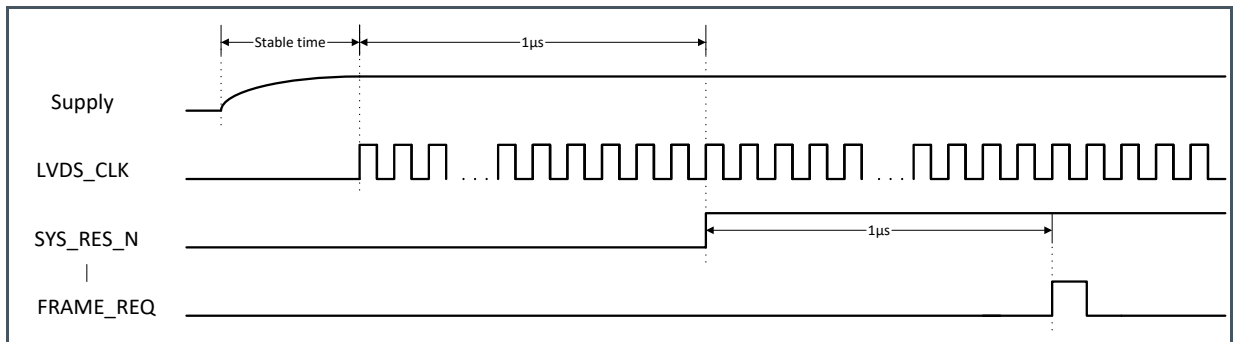 Stable time 1µs
Supply
LVDS_CLK . . . . . .
SYS_RES_N 1µs
FRAME_REQ